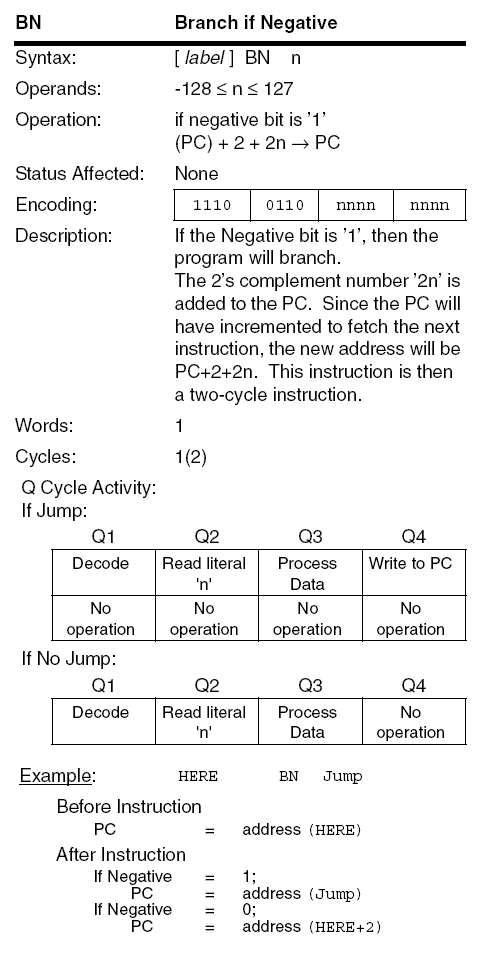 BN Branch if Negative
Syntax: [ label ] BN n
Operands: -128 ≤ n ≤ 127
Operation: if negative bit is '1'
(PC) + 2 + 2n → PC
Status Affected: None
Encoding: 1110 0110 nnnn nnnn
Description: If the Negative bit is '1', then the
program will branch.
The 2's complement number '2n' is
added to the PC. Since the PC will
have incremented to fetch the next
instruction, the new address will be
PC+2+2n. This instruction is then
a two-cycle instruction.
Words: 1
Cycles: 1(2)
Q Cycle Activity:
If Jump:
Q1 Q2 Q3 Q4
Decode Read literal Process Write to PC
'n' Data
No No No No
operation operation operation operation
If No Jump:
Q1 Q2 Q3 Q4
Decode Read literal Process No
'n' Data operation
Example: HERE BN Jump
Before Instruction
PC = address (HERE)
After Instruction
If Negative = 1;
PC = address (Jump)
If Negative = 0;
PC = address (HERE+2)